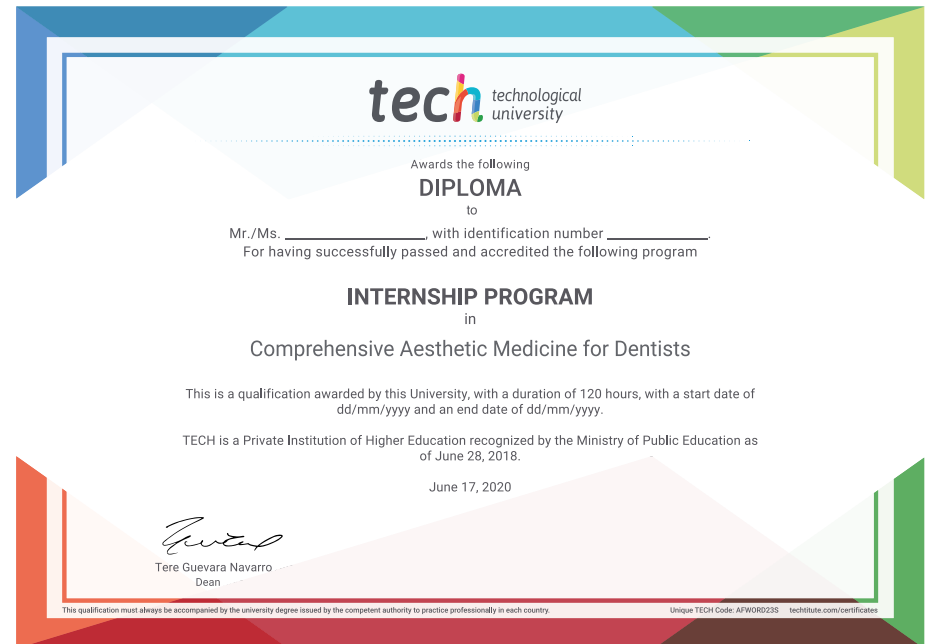 tech technological
university
Awards the following
DIPLOMA
to
Mr./Ms. ____________________, with identification number ______________.
For having successfully passed and accredited the following program
INTERNSHIP PROGRAM
in
Comprehensive Aesthetic Medicine for Dentists
This is a qualification awarded by this University, with a duration of 120 hours, with a start date of
dd/mm/yyyy and an end date of dd/mm/yyyy.
TECH is a Private Institution of Higher Education recognized by the Ministry of Public Education as
of June 28, 2018.
June 17, 2020
Tere Guevara Navarro
Dean
This qualification must always be accompanied by the university degree issued by the competent authority to practice professionally in each country. Unique TECH Code: AFWORD23S techtitute.com/certificates